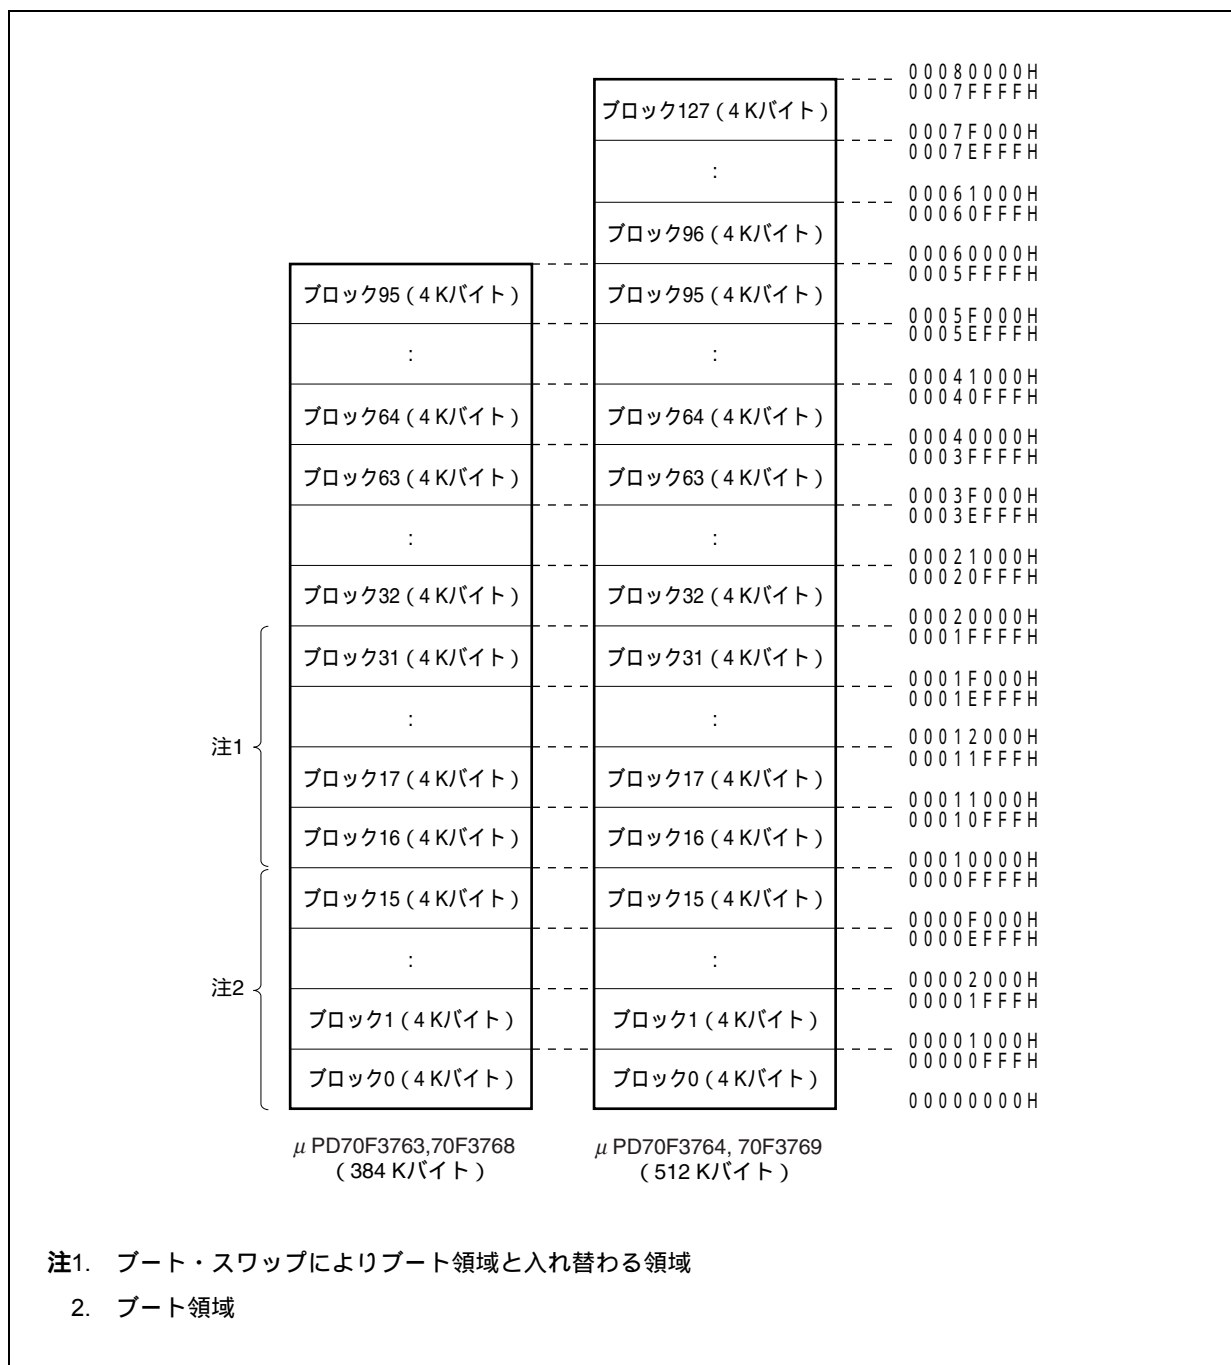 00080000H
0007FFFFH
ブロック127（4 Kバイト）
0007F000H
0007EFFFH
:
00061000H
00060FFFH
ブロック96（4 Kバイト）
00060000H
0005FFFFH
ブロック95（4 Kバイト） ブロック95（4 Kバイト）
0005F000H
0005EFFFH
: :
00041000H
00040FFFH
ブロック64（4 Kバイト） ブロック64（4 Kバイト）
00040000H
0003FFFFH
ブロック63（4 Kバイト） ブロック63（4 Kバイト）
0003F000H
0003EFFFH
: :
00021000H
00020FFFH
ブロック32（4 Kバイト） ブロック32（4 Kバイト）
00020000H
0001FFFFH
ブロック31（4 Kバイト） ブロック31（4 Kバイト）
0001F000H
0001EFFFH
: :
注1
00012000H
00011FFFH
ブロック17（4 Kバイト） ブロック17（4 Kバイト）
00011000H
00010FFFH
ブロック16（4 Kバイト） ブロック16（4 Kバイト）
00010000H
0000FFFFH
ブロック15（4 Kバイト） ブロック15（4 Kバイト）
0000F000H
0000EFFFH
: :
注2
00002000H
00001FFFH
ブロック1（4 Kバイト） ブロック1（4 Kバイト）
00001000H
00000FFFH
ブロック0（4 Kバイト） ブロック0（4 Kバイト）
00000000H
μPD70F3763,70F3768 μPD70F3764, 70F3769
（384 Kバイト） （512 Kバイト）
注1. ブート・スワップによりブート領域と入れ替わる領域
2. ブート領域